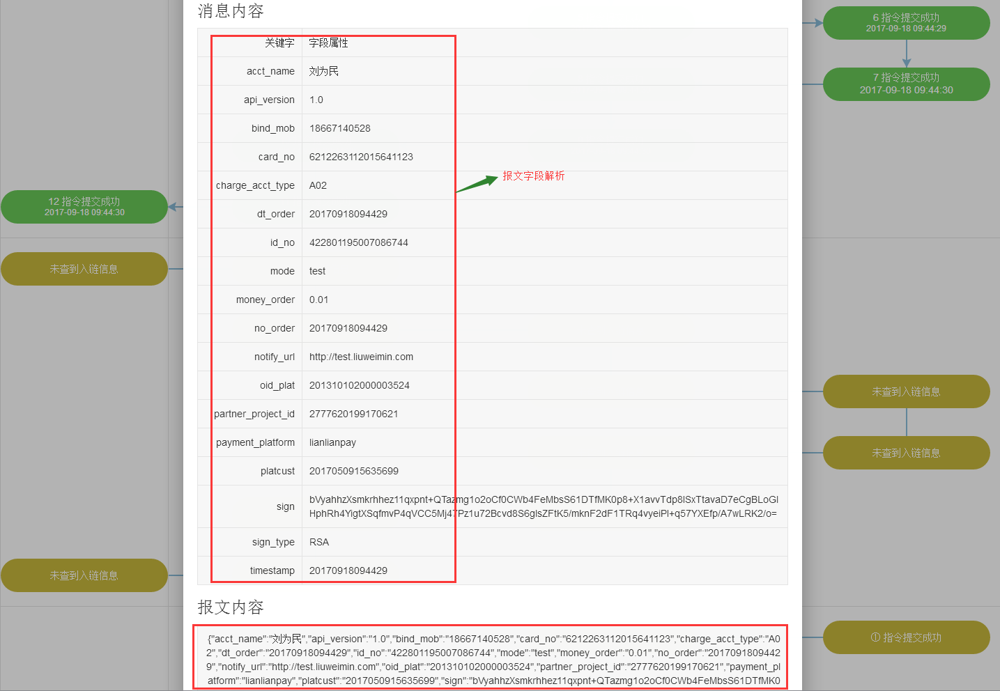 消息内容
关键字 字段属性
acct_name 刘为民
api_version 1.0
bind_mob 18667140528
card_no 6212263112015641123
charge_acct_type A02
dt_order 20170918094429
id_no 422801195007086744
mode test
money_order 0.01
no_order 20170918094429
notify_url http://test.liuweimin.com
oid_plat 201310102000003524
partner_project_id 2777620199170621
payment_platform lianlianpay
platcust 2017050915635699
sign bVyahhzXsmkrhhez11qxpnt+QTazmg1o2oCf0CWb4FeMbsS61DTfMK0p8+X1avvTdp8lSxTtavaD7eCgBLoGl
HphRh4YigtXSqfmvP4qVCC5Mj47Pz1u72Bcvd8S6glsZFtK5/mknF2dF1TRq4vyeiPl+q57YXEfp/A7wLRK2/o=
sign_type RSA
timestamp 20170918094429
报文字段解析
报文内容
{"acct_name":"刘为民","api_version":"1.0","bind_mob":"18667140528","card_no":"6212263112015641123","charge_acct_type":"A0
2","dt_order":"20170918094429","id_no":"422801195007086744","mode":"test","money_order":"0.01","no_order":"2017091809442
9","notify_url":"http://test.liuweimin.com","oid_plat":"201310102000003524","partner_project_id":"2777620199170621","payment_pl
atform":"lianlianpay","platcust":"2017050915635699","sign":"bVyahhzXsmkrhhez11qxpnt+QTazmg1o2oCf0CWb4FeMbsS61DTfMK0
12 指令提交成功
2017-09-18 09:44:30
未查到入链信息
未查到入链信息
6 指令提交成功
2017-09-18 09:44:29
7 指令提交成功
2017-09-18 09:44:30
未查到入链信息
未查到入链信息
① 指令提交成功